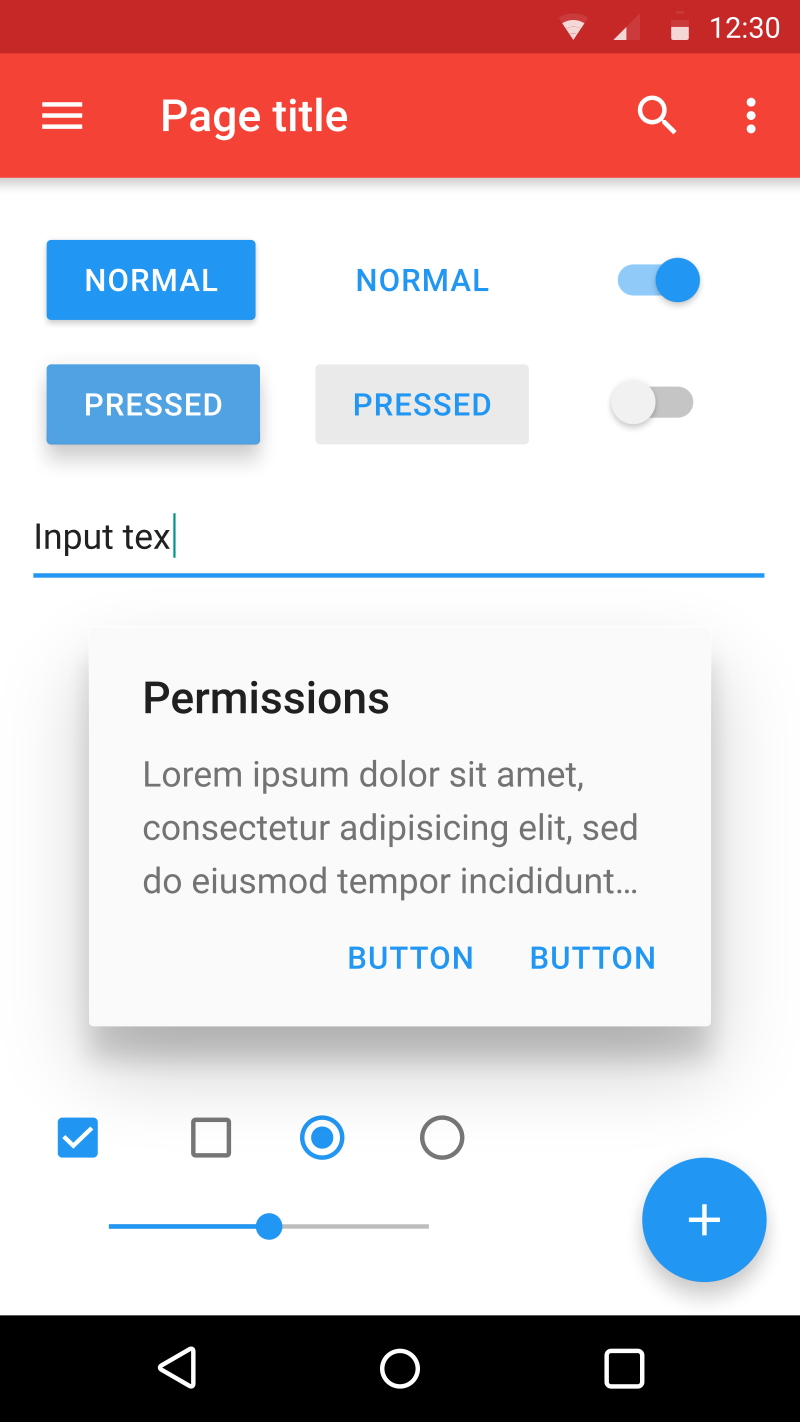 12:30
Page title
NORMAL NORMAL
PRESSED PRESSED
Input tex
Permissions
Lorem ipsum dolor sit amet,
consectetur adipisicing elit, sed
do eiusmod tempor incididunt…
BUTTON BUTTON